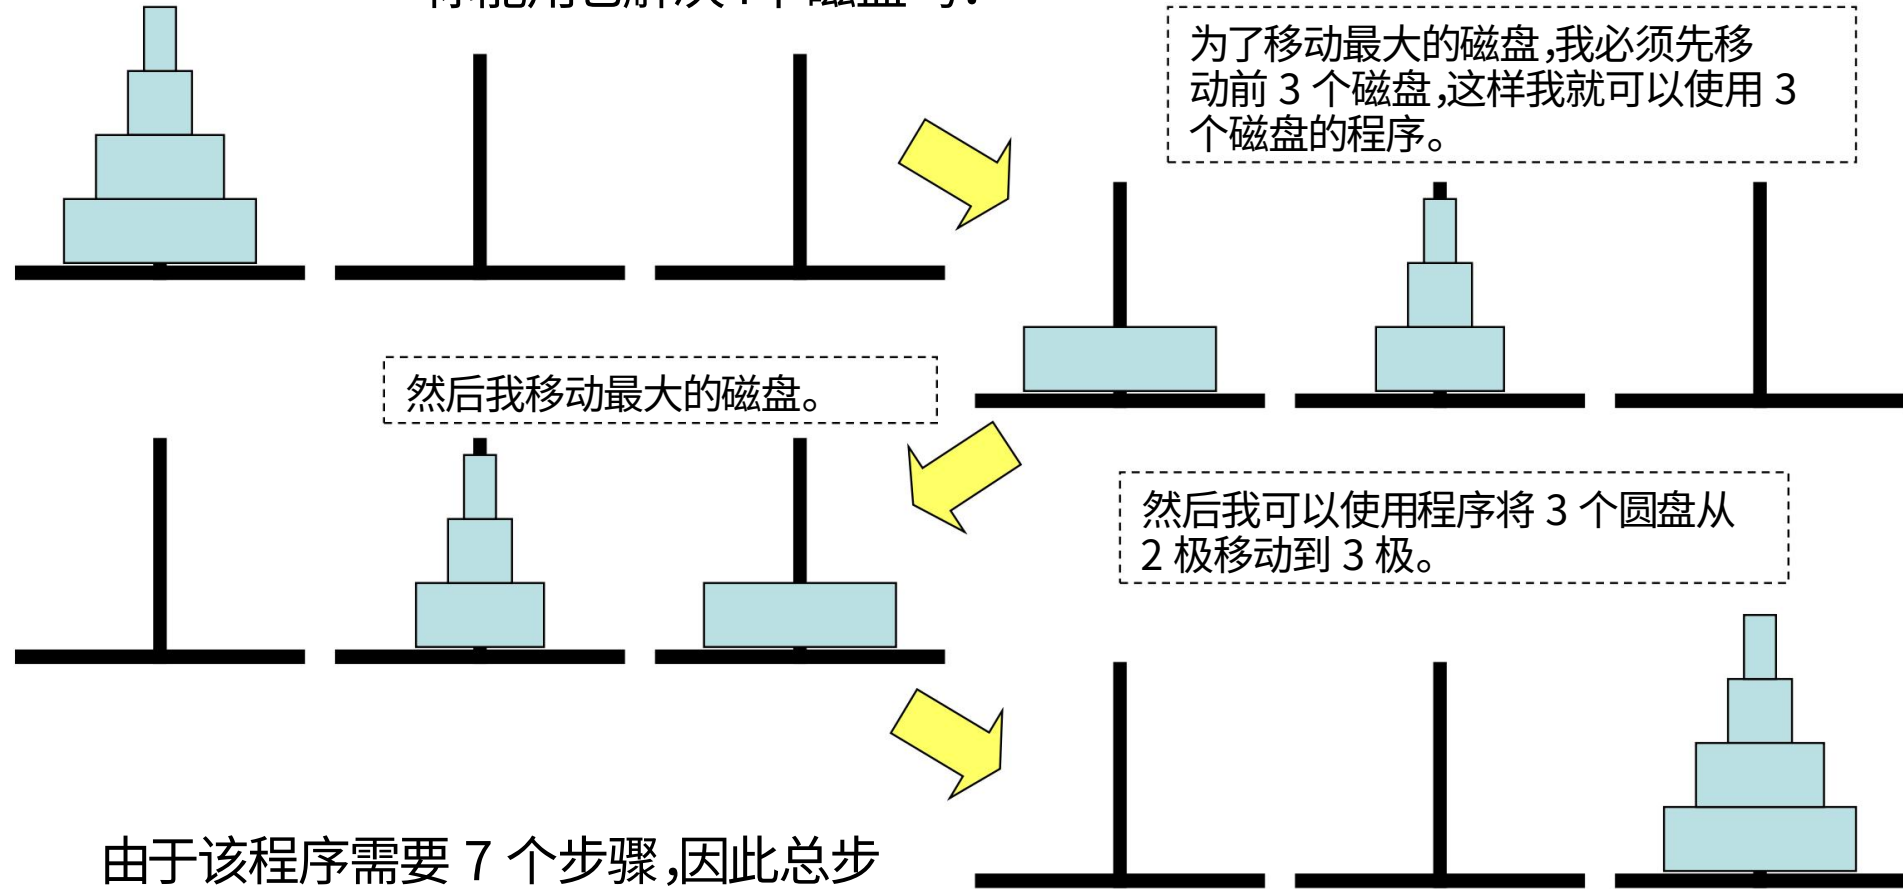 为了移动最大的磁盘,我必须先移
动前 3 个磁盘,这样我就可以使用 3
个磁盘的程序。
然后我移动最大的磁盘。
然后我可以使用程序将 3 个圆盘从
2 极移动到 3 极。
由于该程序需要 7 个步骤,因此总步